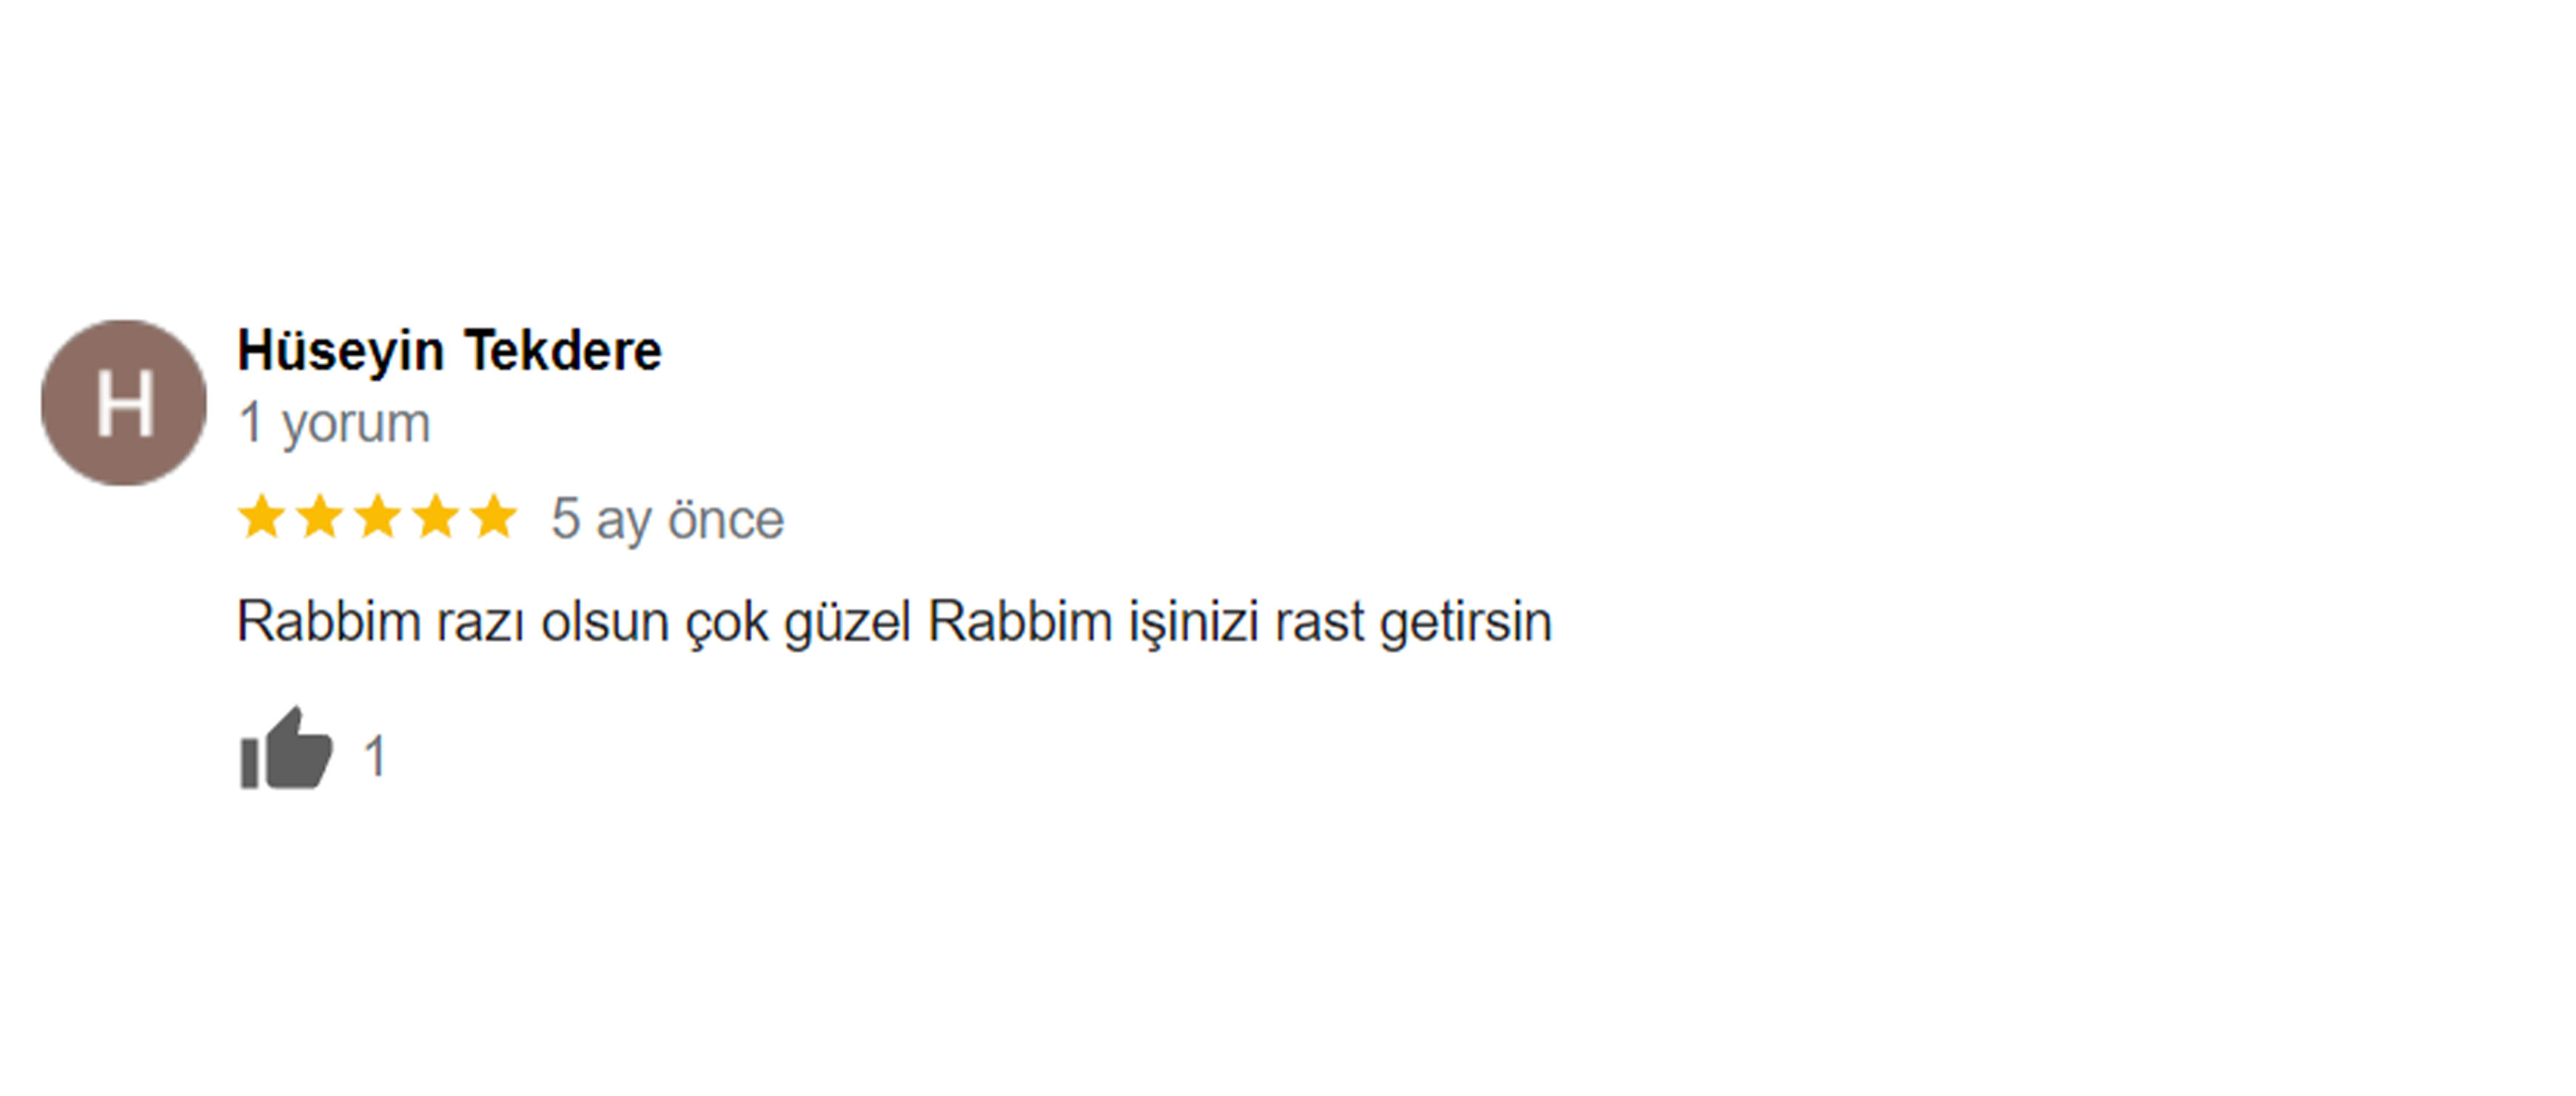 H
Hüseyin Tekdere
1 yorum
5 ay önce
Rabbim razı olsun çok güzel Rabbim işinizi rast getirsin
1